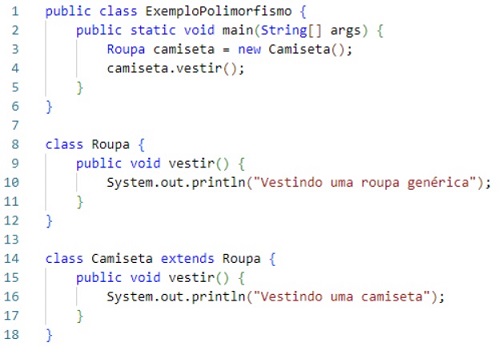 1 public class ExemploPolimorfismo {
2     public static void main(String[] args) {
3         Roupa camiseta = new Camiseta();
4         camiseta.vestir();
5     }
6 }
7
8 class Roupa {
9     public void vestir() {
10         System.out.println("Vestindo uma roupa genérica");
11     }
12 }
13
14 class Camiseta extends Roupa {
15     public void vestir() {
16         System.out.println("Vestindo uma camiseta");
17     }
18 }